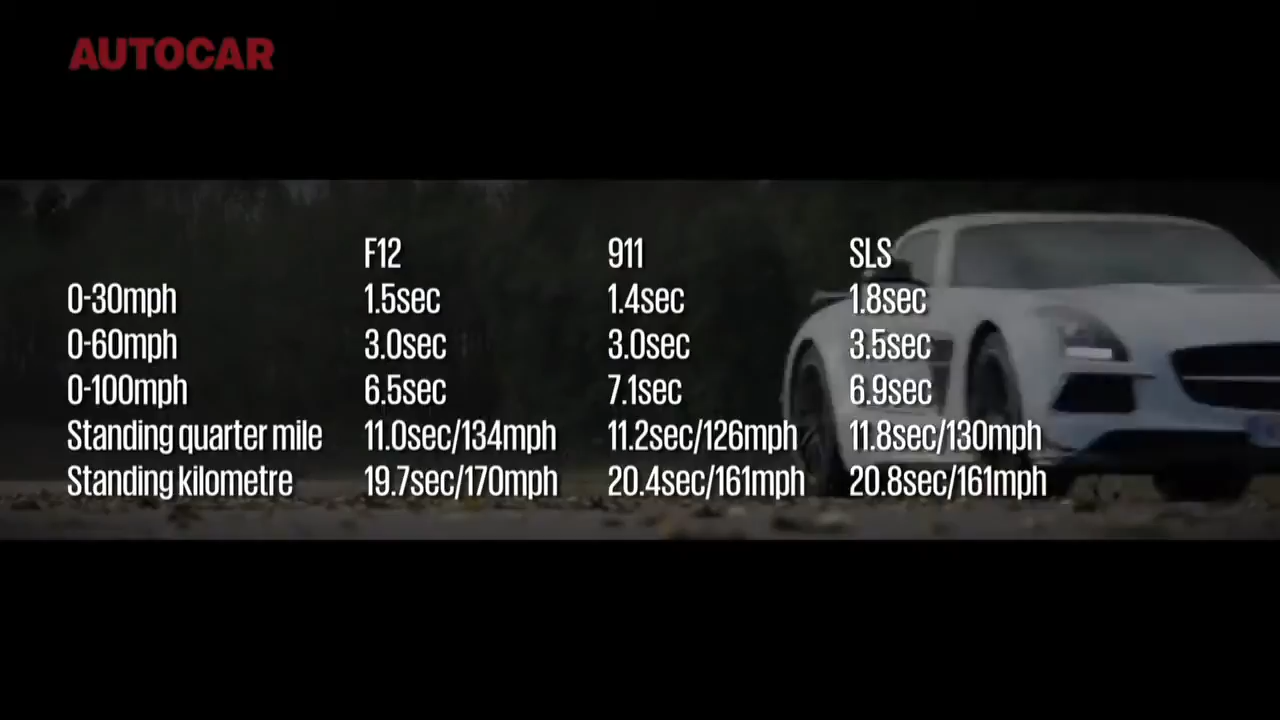 AUTOCAR
F12 911 SLS
0-30mph 1.5sec 1.4sec 1.8sec
0-60mph 3.0sec 3.0sec 3.5sec
0-100mph 6.5sec 7.1sec 6.9sec
Standing quarter mile 11.0sec/134mph 11.2sec/126mph 11.8sec/130mph
Standing kilometre 19.7sec/170mph 20.4sec/161mph 20.8sec/161mph